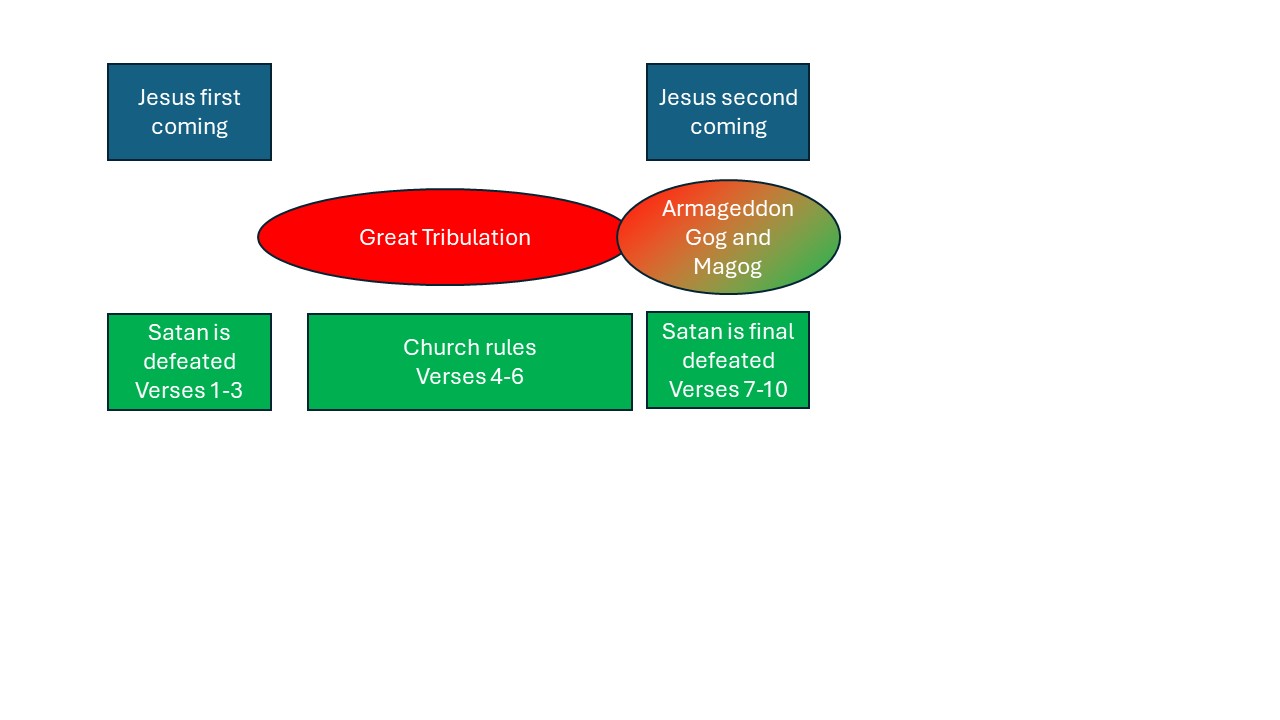 Jesus first
coming
Jesus second
coming
Great Tribulation
Armageddon
Gog and
Magog
Satan is
defeated
Verses 1-3
Church rules
Verses 4-6
Satan is final
defeated
Verses 7-10